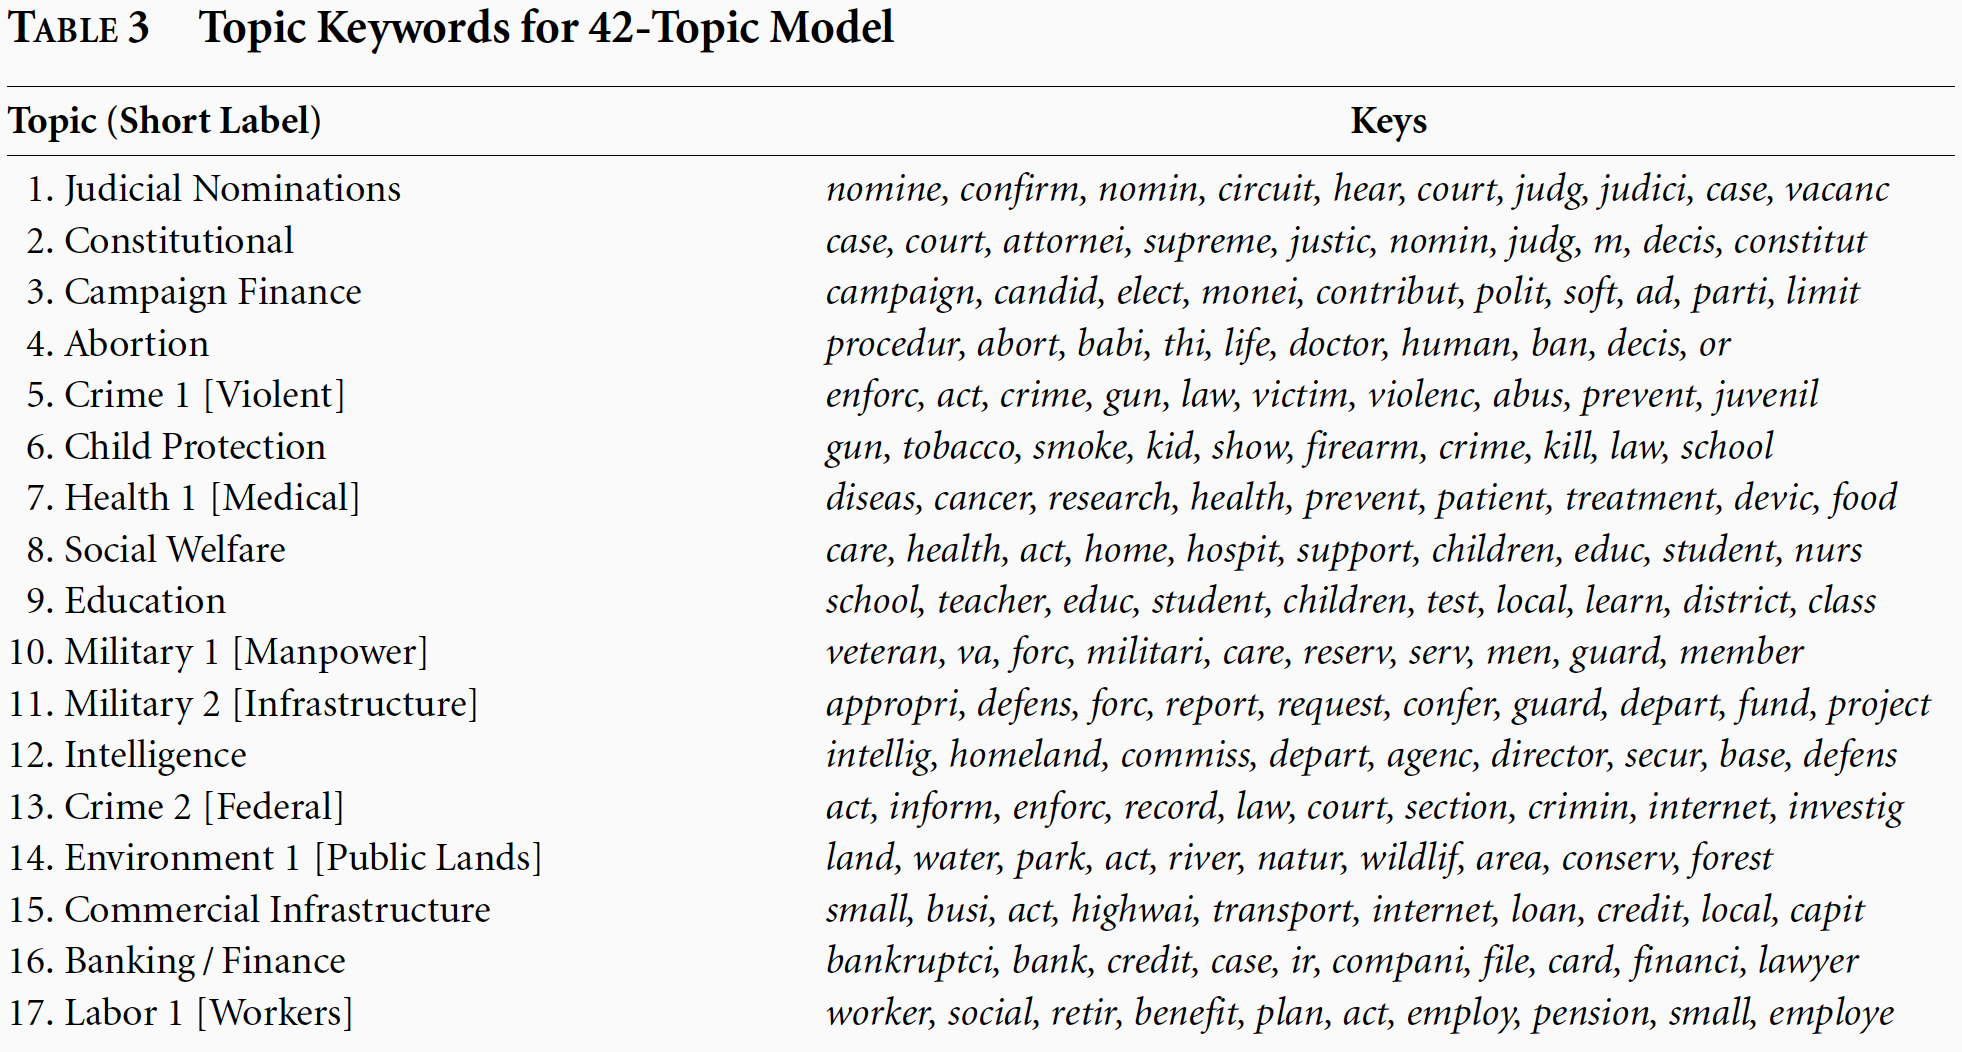 TABLE 3 Topic Keywords for 42-Topic Model
Topic (Short Label) Keys
1. Judicial Nominations nomine, confirm, nomin, circuit, hear, court, judg, judici, case, vacanc
2. Constitutional case, court, attornei, supreme, justic, nomin, judg, m, decis, constitut
3. Campaign Finance campaign, candid, elect, monei, contribut, polit, soft, ad, parti, limit
4. Abortion procedur, abort, babi, thi, life, doctor, human, ban, decis, or
5. Crime 1 [Violent] enforc, act, crime, gun, law, victim, violenc, abus, prevent, juvenil
6. Child Protection gun, tobacco, smoke, kid, show, firearm, crime, kill, law, school
7. Health 1 [Medical] diseas, cancer, research, health, prevent, patient, treatment, devic, food
8. Social Welfare care, health, act, home, hospit, support, children, educ, student, nurs
9. Education school, teacher, educ, student, children, test, local, learn, district, class
10. Military 1 [Manpower] veteran, va, forc, militari, care, reserv, serv, men, guard, member
11. Military 2 [Infrastructure] appropri, defens, forc, report, request, confer, guard, depart, fund, project
12. Intelligence intellig, homeland, commiss, depart, agenc, director, secur, base, defens
13. Crime 2 [Federal] act, inform, enforc, record, law, court, section, crimin, internet, investig
14. Environment 1 [Public Lands] land, water, park, act, river, natur, wildlif, area, conserv, forest
15. Commercial Infrastructure small, busi, act, highwai, transport, internet, loan, credit, local, capit
16. Banking / Finance bankruptci, bank, credit, case, ir, compani, file, card, financi, lawyer
17. Labor 1 [Workers] worker, social, retir, benefit, plan, act, employ, pension, small, employe